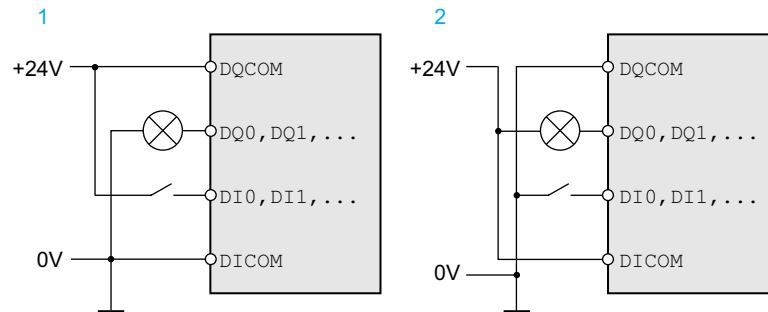 1
+24V
DQCOM
DQ0,DQ1,...
DI0,DI1,...
0V
DICOM
2
+24V
DQCOM
DQ0,DQ1,...
DI0,DI1,...
DICOM
0V